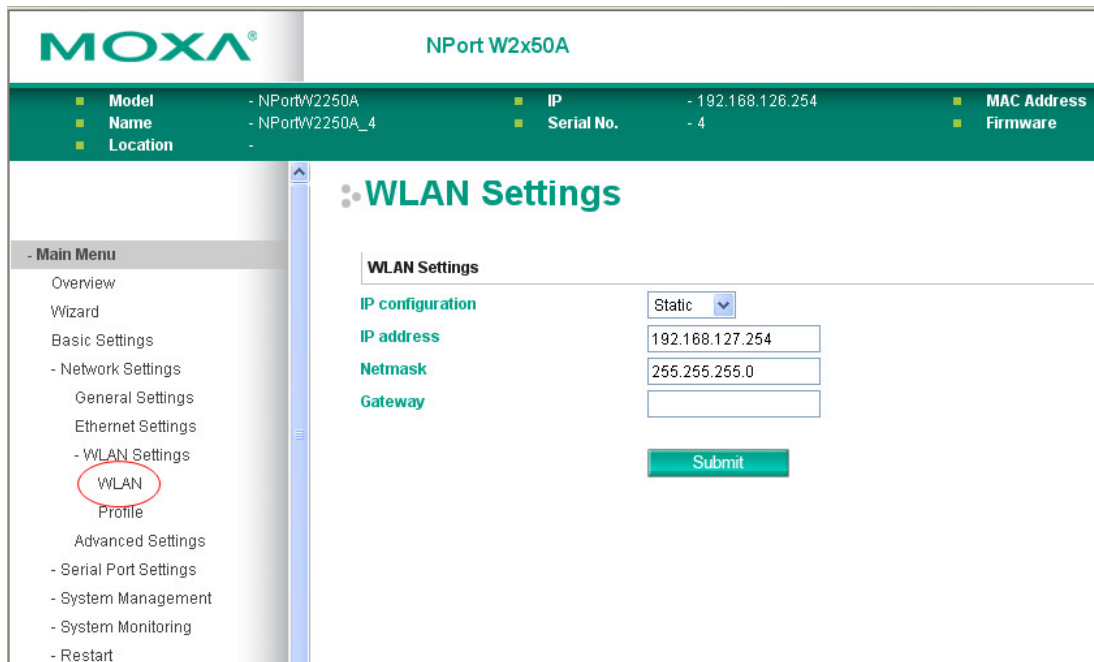 MOXA®
NPort W2x50A
Model - NPortW2250A IP - 192.168.126.254 MAC Address
Name - NPortW2250A_4 Serial No. - 4 Firmware
Location -
WLAN Settings
- Main Menu
Overview
Wizard
Basic Settings
- Network Settings
General Settings
Ethernet Settings
- WLAN Settings
WLAN
Profile
Advanced Settings
- Serial Port Settings
- System Management
- System Monitoring
- Restart
WLAN Settings
IP configuration Static
IP address 192.168.127.254
Netmask 255.255.255.0
Gateway
Submit